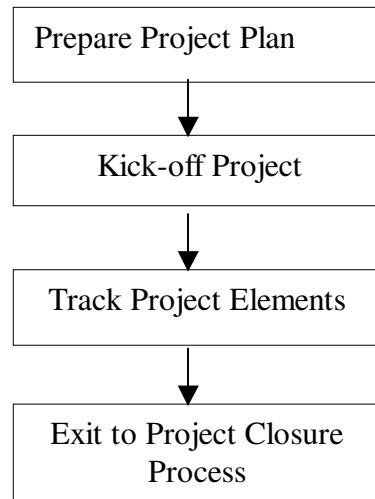 Prepare Project Plan
Kick-off Project
Track Project Elements
Exit to Project Closure
Process